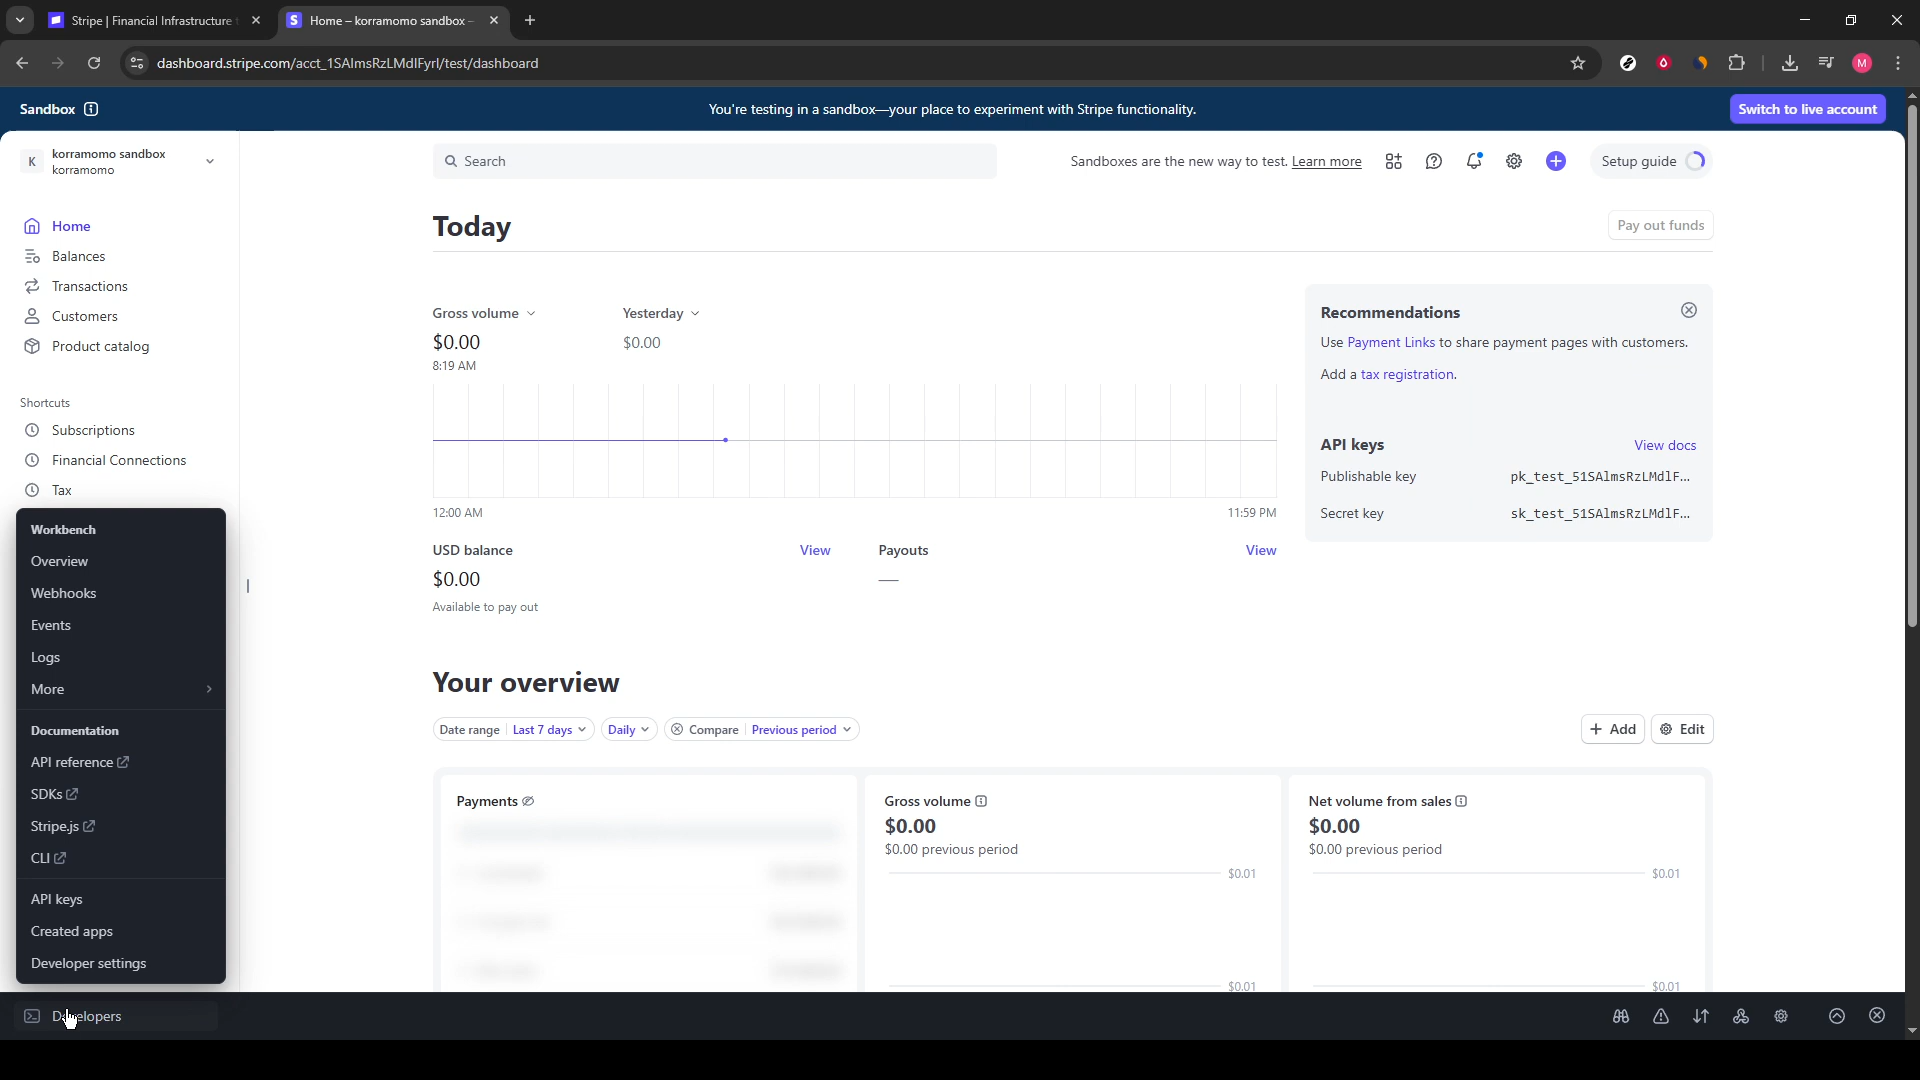 Stripe | Financial Infrastructure
Home – korramomo sandbox –
dashboard.stripe.com/acct_1SAlmsRzLMdlFyrl/test/dashboard
M
Sandbox
You're testing in a sandbox—your place to experiment with Stripe functionality.
Switch to live account
K
korramomo sandbox
korramomo
Search
Sandboxes are the new way to test. Learn more
Setup guide
Home
Balances
Transactions
Customers
Product catalog
Shortcuts
Subscriptions
Financial Connections
Tax
Workbench
Overview
Webhooks
Events
Logs
More
Documentation
API reference
SDKs
Stripe.js
CLI
API keys
Created apps
Developer settings
Developers
Today
Pay out funds
Gross volume
$0.00
8:19 AM
Yesterday
$0.00
12:00 AM
11:59 PM
USD balance
View
$0.00
Available to pay out
Payouts
View
—
Recommendations
Use Payment Links to share payment pages with customers.
Add a tax registration.
API keys
View docs
Publishable key
pk_test_51SAlmsRzLMdlF...
Secret key
sk_test_51SAlmsRzLMdlF...
Your overview
Date range
Last 7 days
Daily
Compare
Previous period
Add
Edit
Payments
Gross volume
$0.00
$0.00 previous period
$0.01
$0.01
Net volume from sales
$0.00
$0.00 previous period
$0.01
$0.01